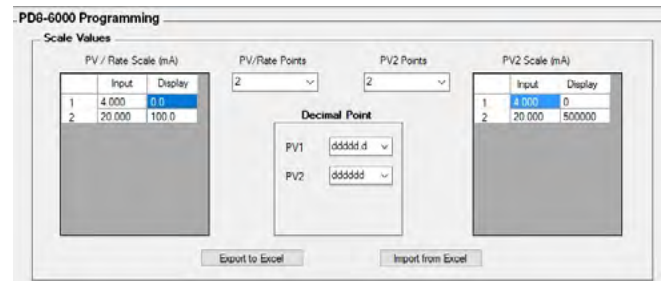 PD6-6000 Programming
Scale Values
PV / Rate Scale (mA) PV/Rate Points PV2 Points PV2 Scale (mA)
Input Display 2 2 Input Display
1 4.000 0.0 1 4.000 0
2 20.000 100.0 Decimal Point 2 20.000 500000
PV1 ddddd.d
PV2 dddddd
Export to Excel Import from Excel